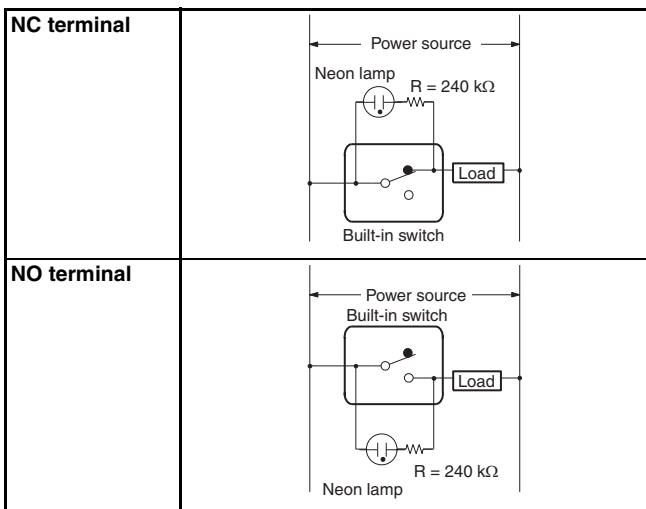 NC terminal
Power source
Neon lamp
R = 240 kΩ
Load
Built-in switch
NO terminal
Power source
Built-in switch
Load
R = 240 kΩ
Neon lamp